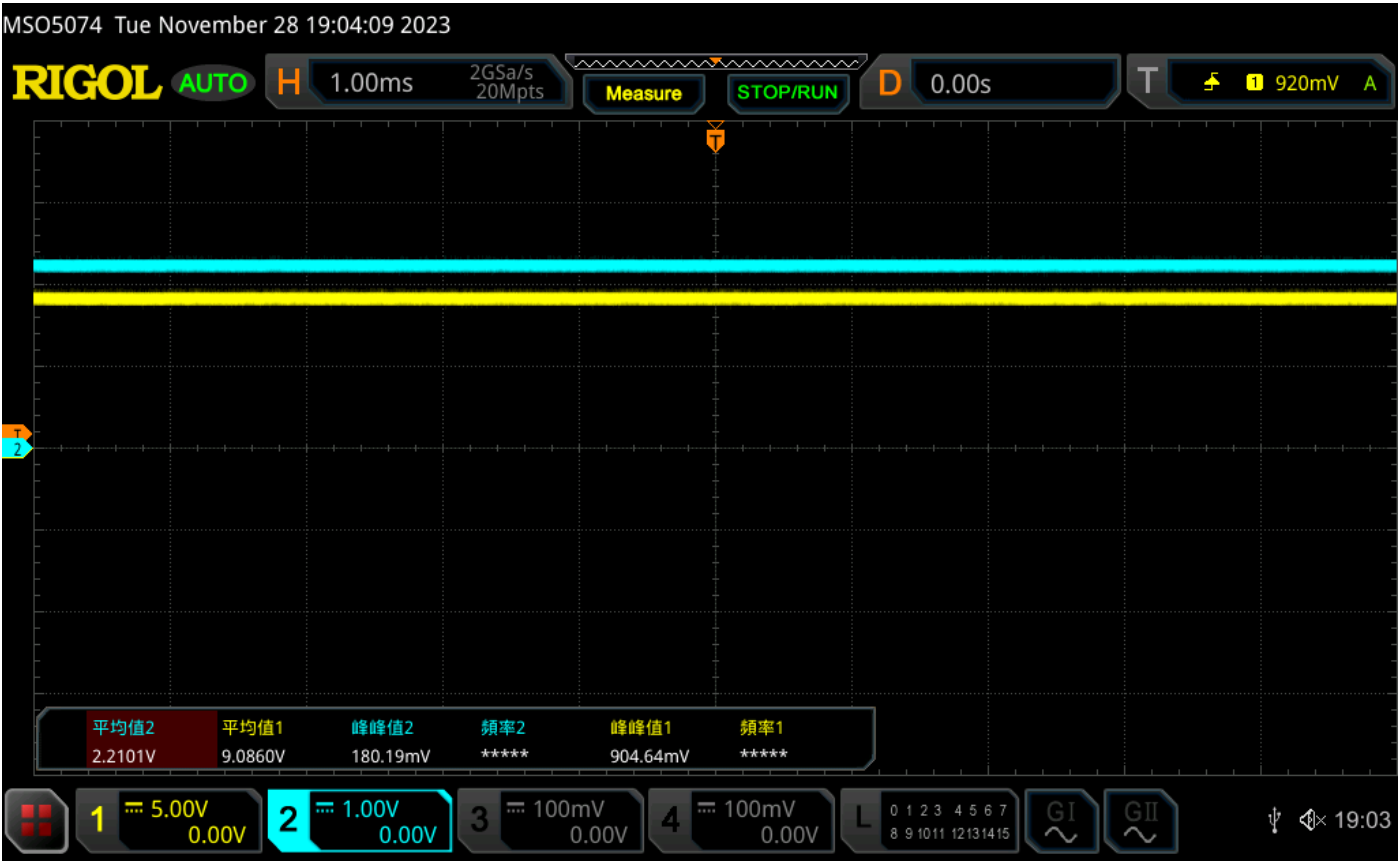 MSO5074 Tue November 28 19:04:09 2023
RIGOL AUTO H 1.00ms 2GSa/s 20Mpts Measure STOP/RUN D 0.00s T 1 920mV A
T
T
2
平均值2 平均值1 峰峰值2 頻率2 峰峰值1 頻率1
2.2101V 9.0860V 180.19mV ***** 904.64mV *****
1 5.00V 0.00V 2 1.00V 0.00V 3 100mV 0.00V 4 100mV 0.00V L 0 1 2 3 4 5 6 7 8 9 10 11 12 13 14 15 GI GII 19:03